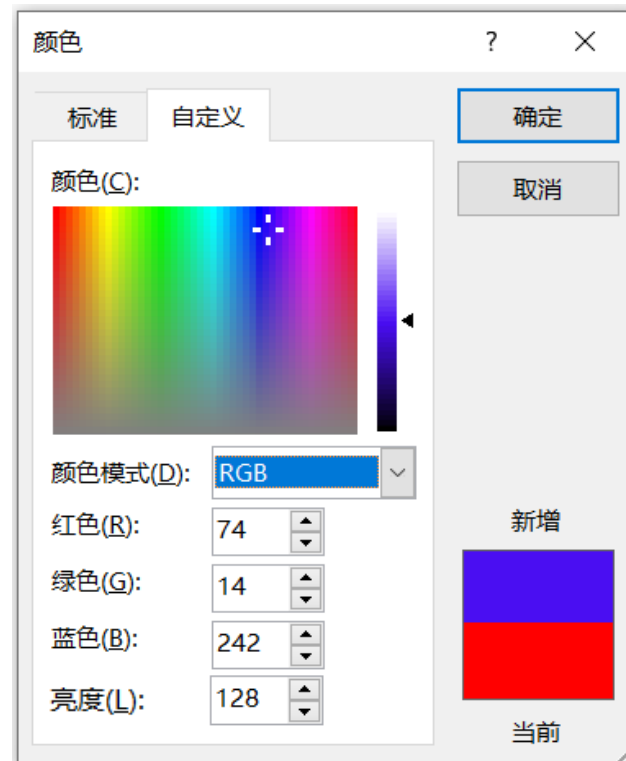 颜色
标准 自定义 确定
颜色(C): 取消
颜色模式(D): RGB
红色(R): 74 新增
绿色(G): 14
蓝色(B): 242
亮度(L): 128
当前